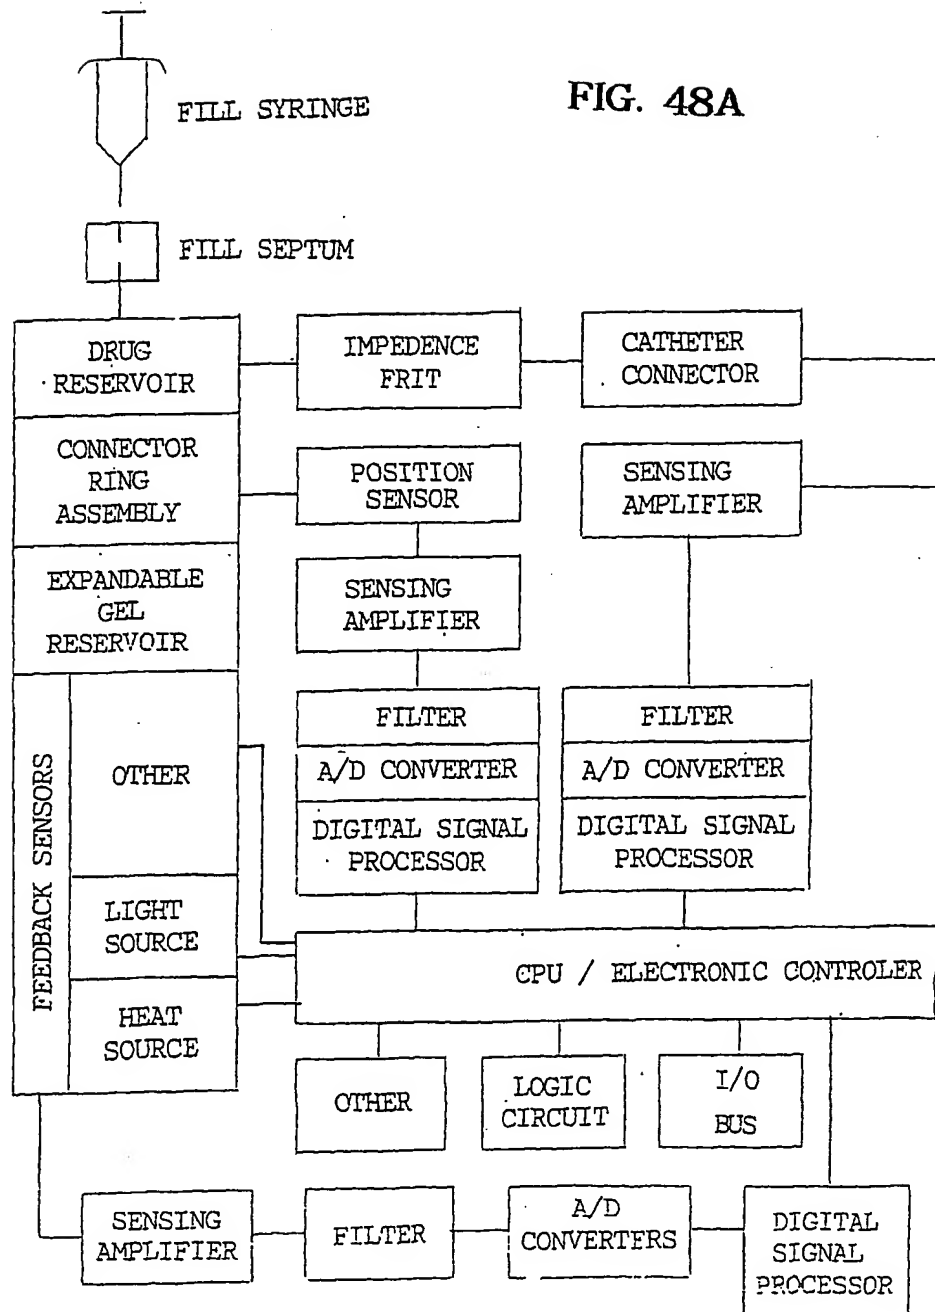 FILL SYRINGE
FIG. 48A
FILL SEPTUM
DRUG
RESERVOIR
IMPEDENCE
FRIT
CATHETER
CONNECTOR
CONNECTOR
RING
ASSEMBLY
POSITION
SENSOR
SENSING
AMPLIFIER
EXPANDABLE
GEL
RESERVOIR
SENSING
AMPLIFIER
FEEDBACK SENSORS
OTHER
LIGHT
SOURCE
HEAT
SOURCE
FILTER
A/D CONVERTER
DIGITAL SIGNAL
PROCESSOR
FILTER
A/D CONVERTER
DIGITAL SIGNAL
PROCESSOR
CPU / ELECTRONIC CONTROLER
OTHER
LOGIC
CIRCUIT
I/O
BUS
SENSING
AMPLIFIER
FILTER
A/D
CONVERTERS
DIGITAL
SIGNAL
PROCESSOR